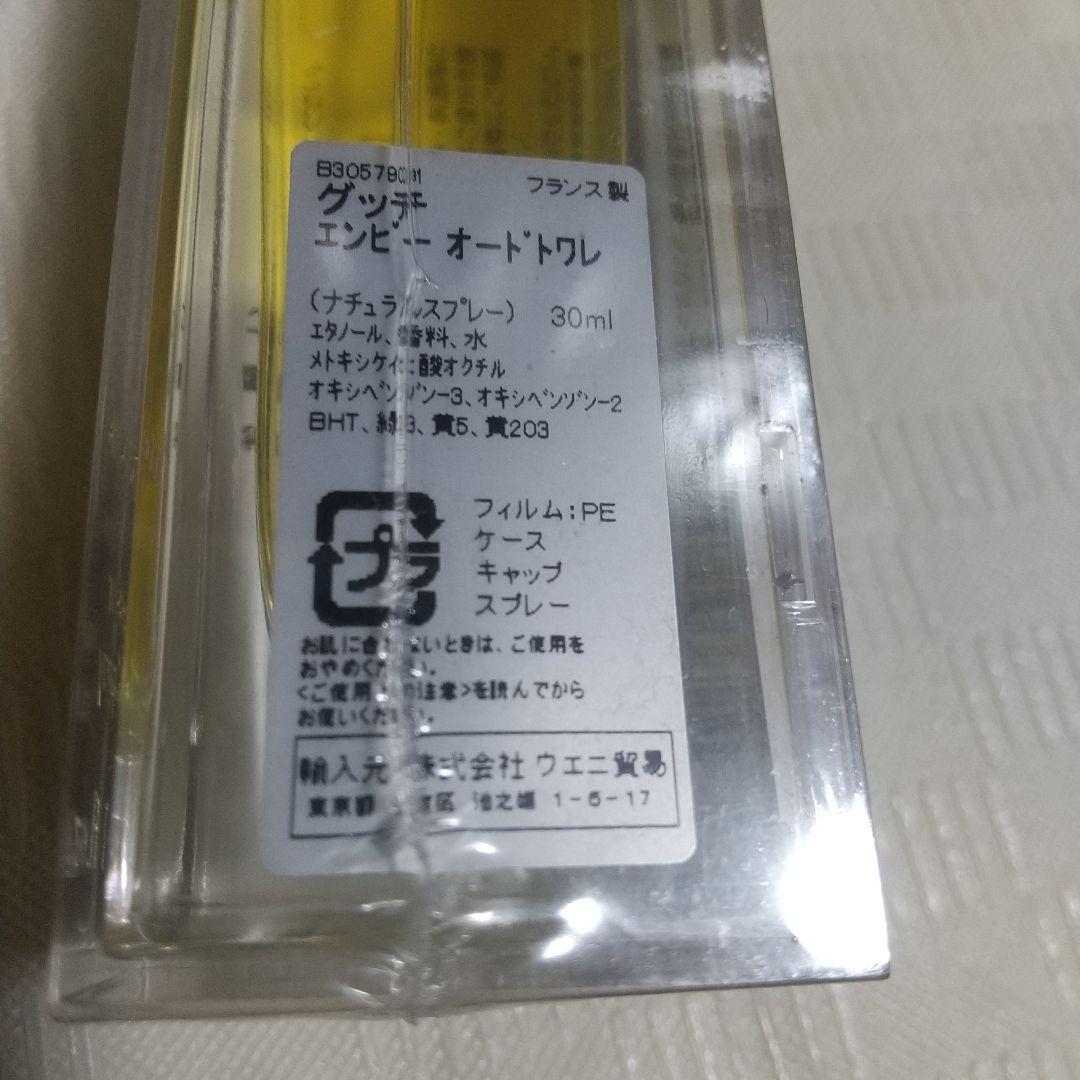 フランス製
グッチ
エンビー オードトワレ
(ナチュラルスプレー) 30ml
エタノール、香料、水
メトキシケイヒ酸オクチル
オキシベンゾン-3、オキシベンゾン-2
BHT、緑3、黄5、黄203
プラ
フィルム:PE
ケース
キャップ
スプレー
お肌に合わないときは、ご使用を
おやめください。
<ご使用上の注意>を読んでから
お使いください。
輸入元 株式会社 ウエニ貿易
東京都 台東区 池之端 1-6-17